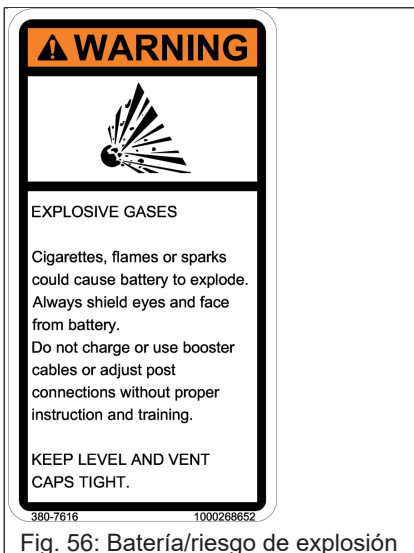 WARNING
EXPLOSIVE GASES
Cigarettes, flames or sparks
could cause battery to explode.
Always shield eyes and face
from battery.
Do not charge or use booster
cables or adjust post
connections without proper
instruction and training.
KEEP LEVEL AND VENT
CAPS TIGHT.
380-7616 1000268652
Fig. 56: Batería/riesgo de explosión